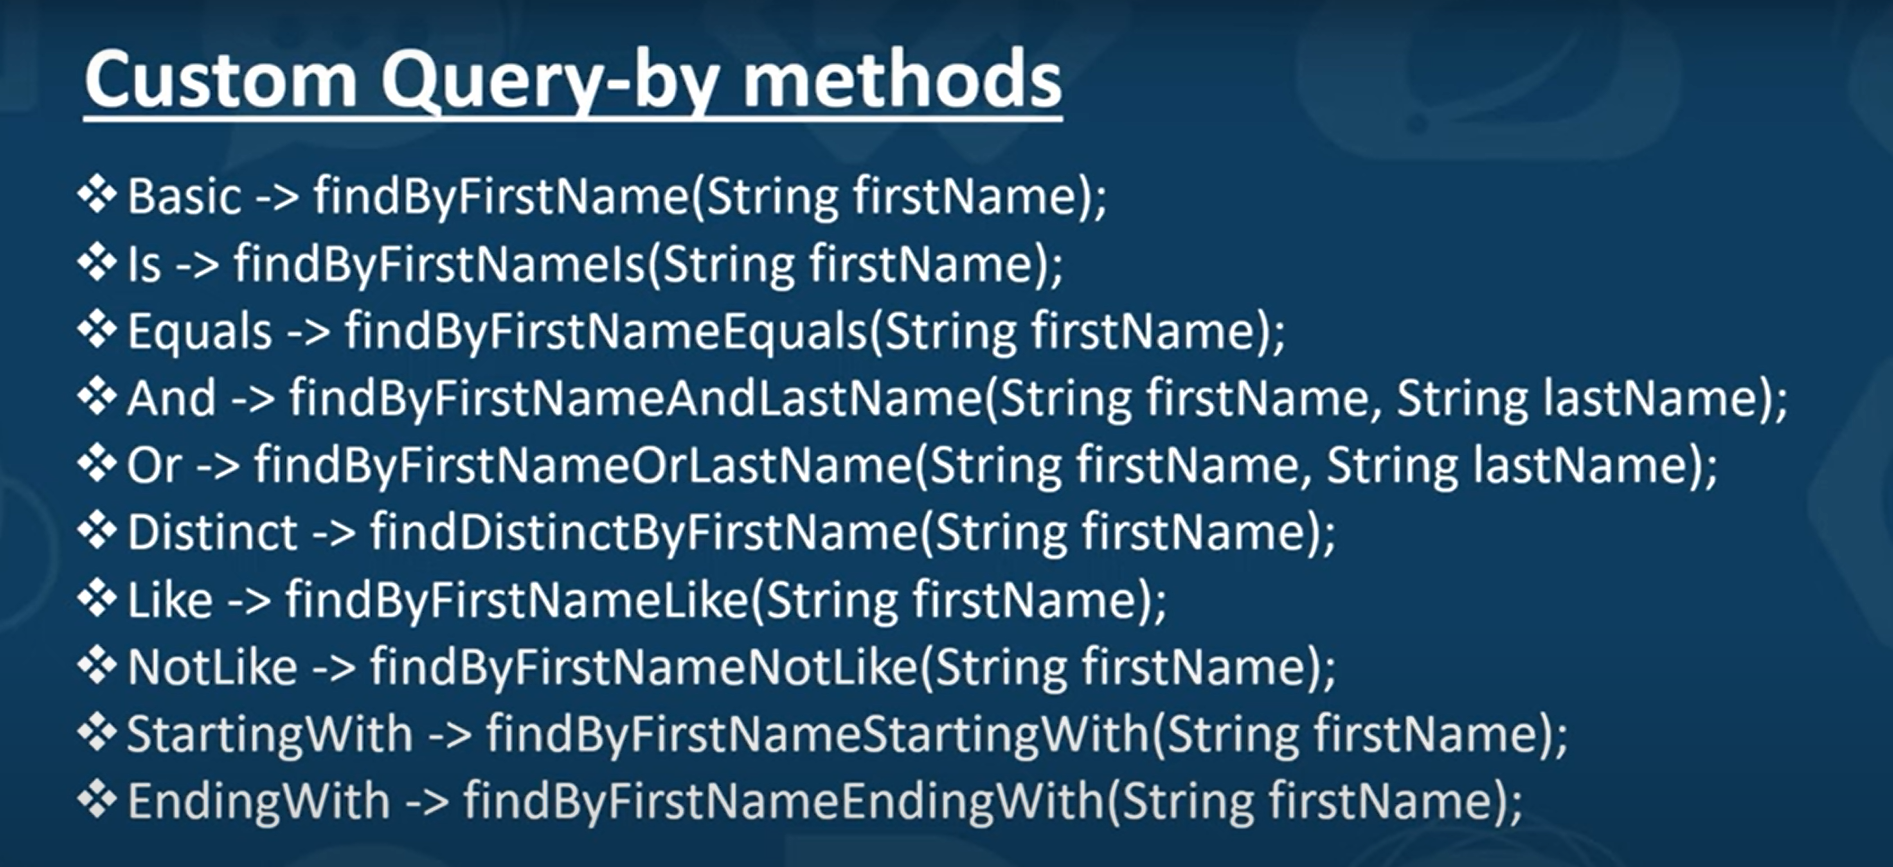 Custom Query-by methods
❖ Basic -> findByFirstName(String firstName);
❖ Is -> findByFirstNameIs(String firstName);
❖ Equals -> findByFirstNameEquals(String firstName);
❖ And -> findByFirstNameAndLastName(String firstName, String lastName);
❖ Or -> findByFirstNameOrLastName(String firstName, String lastName);
❖ Distinct -> findDistinctByFirstName(String firstName);
❖ Like -> findByFirstNameLike(String firstName);
❖ NotLike -> findByFirstNameNotLike(String firstName);
❖ StartingWith -> findByFirstNameStartingWith(String firstName);
❖ EndingWith -> findByFirstNameEndingWith(String firstName);